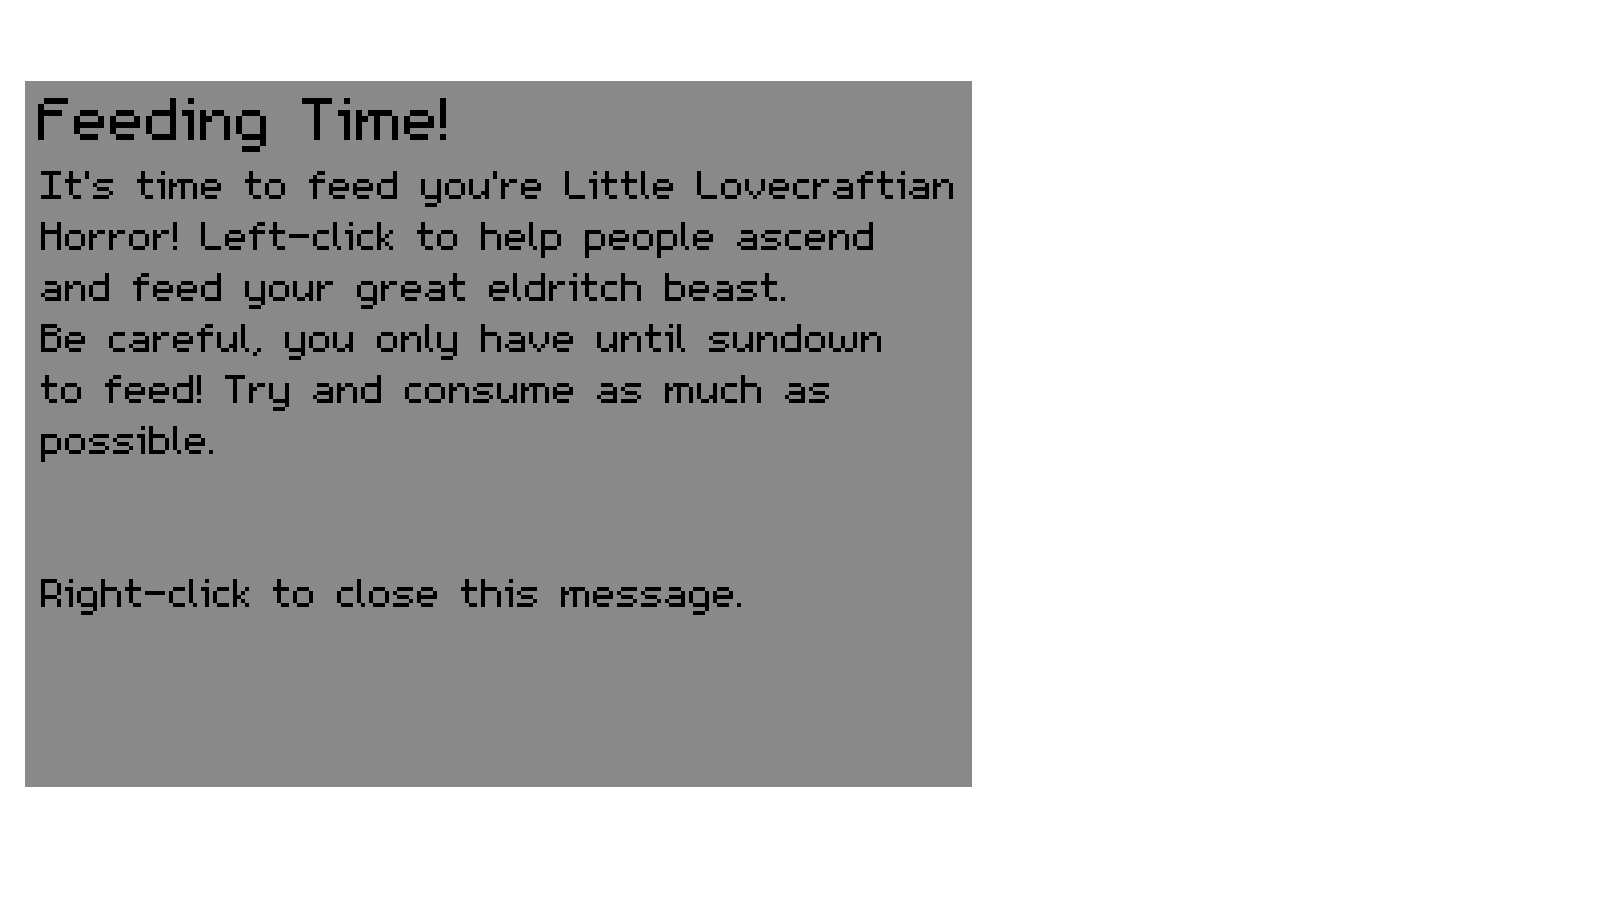 Feeding Time!
It's time to feed you're Little Lovecraftian
Horror! Left-click to help people ascend
and feed your great eldritch beast.
Be careful, you only have until sundown
to feed! Try and consume as much as
possible.
Right-click to close this message.